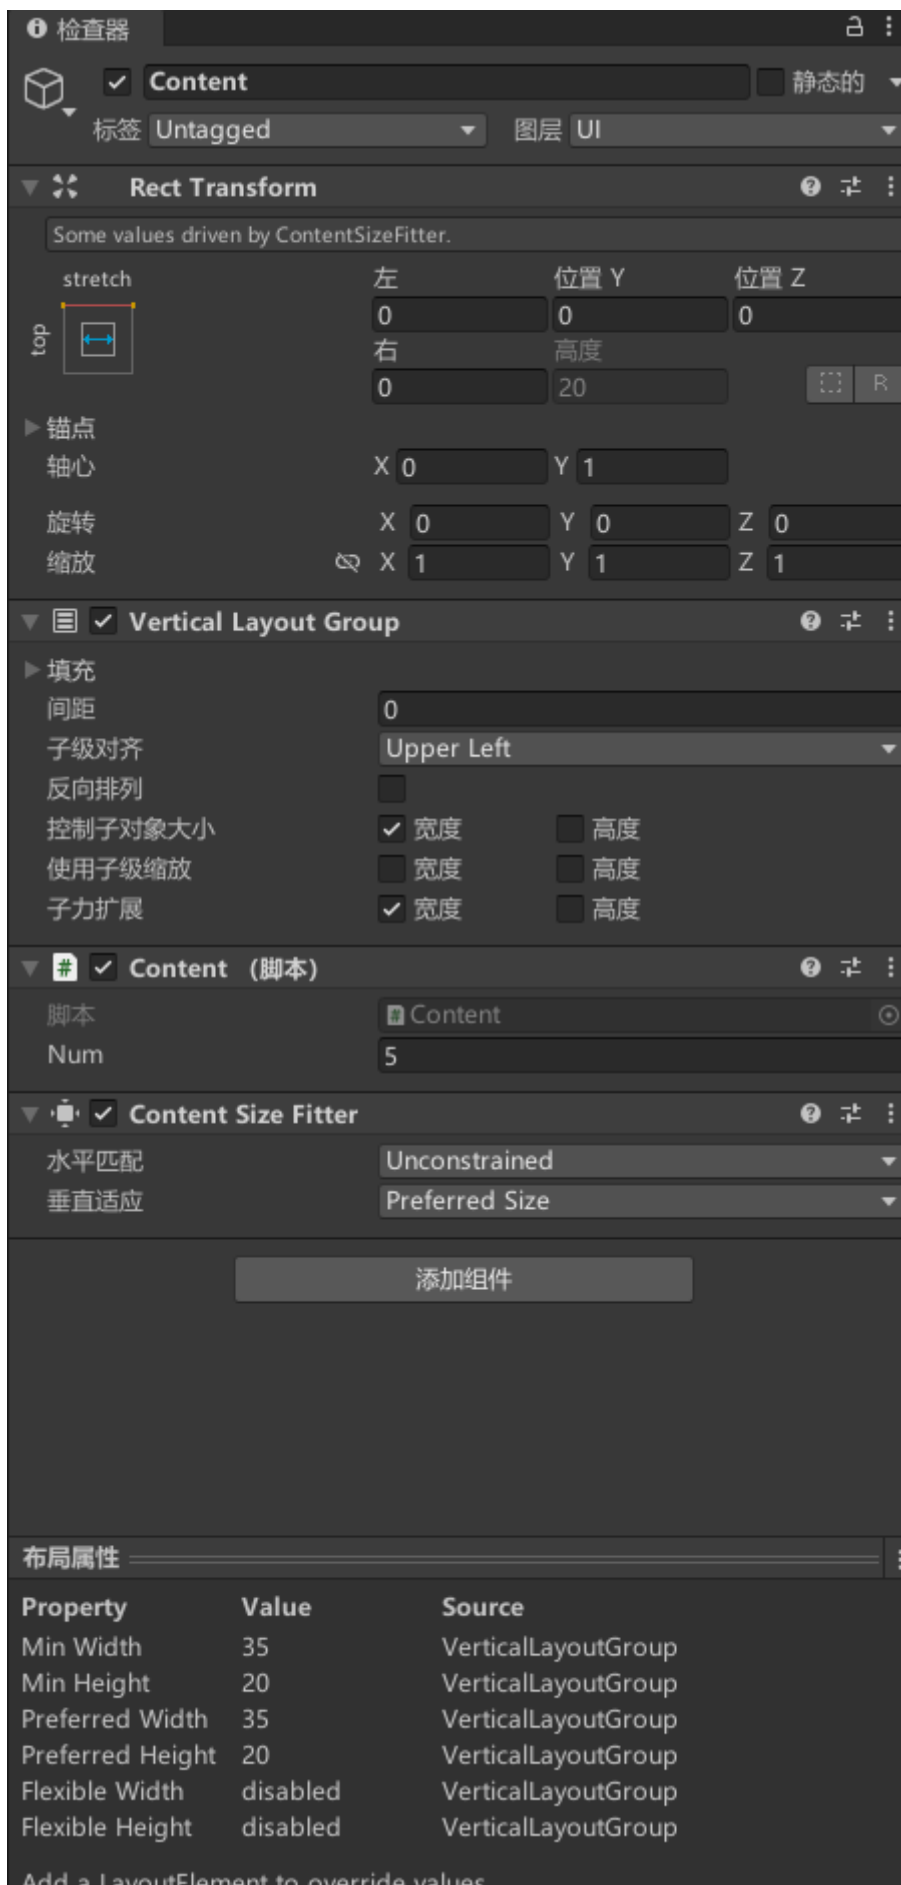 检查器
Content 静态的
标签 Untagged 图层 UI
Rect Transform
Some values driven by ContentSizeFitter.
stretch 左 位置 Y 位置 Z
top 0 0 0
右 高度
0 20 R
锚点
轴心 X 0 Y 1
旋转 X 0 Y 0 Z 0
缩放 X 1 Y 1 Z 1
Vertical Layout Group
填充
间距 0
子级对齐 Upper Left
反向排列
控制子对象大小 宽度 高度
使用子级缩放 宽度 高度
子力扩展 宽度 高度
# Content （脚本）
脚本 # Content
Num 5
Content Size Fitter
水平匹配 Unconstrained
垂直适应 Preferred Size
添加组件
布局属性
Property Value Source
Min Width 35 VerticalLayoutGroup
Min Height 20 VerticalLayoutGroup
Preferred Width 35 VerticalLayoutGroup
Preferred Height 20 VerticalLayoutGroup
Flexible Width disabled VerticalLayoutGroup
Flexible Height disabled VerticalLayoutGroup
Add a LayoutElement to override values